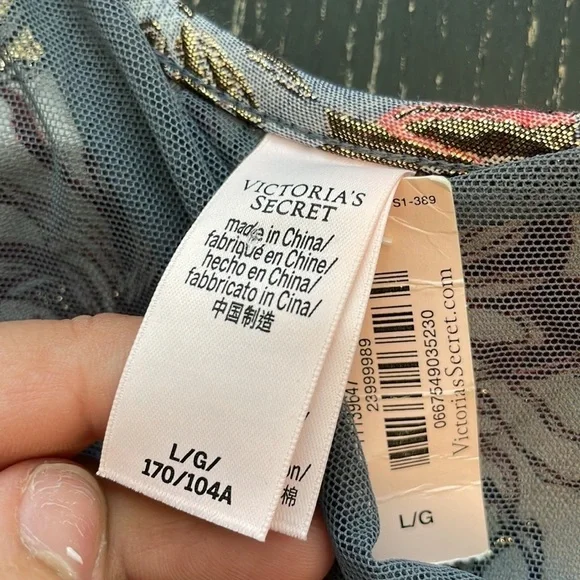 VICTORIA'S
SECRET
made in China/
fabriqué en Chine/
hecho en China/
fabbricato in Cina/
中国制造
L/G/
170/104A
on/
棉
S1-389
23999989
0667549035230
VictoriasSecret.com
L/G